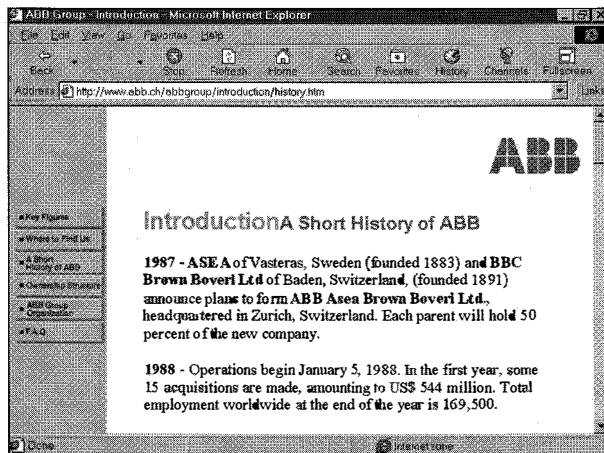 ABB Group - Introduction - Microsoft Internet Explorer
File Edit View Go Favorites Help
Back Stop Refresh Home Search Favorites History Channels Fullscreen
Address http://www.abb.ch/abbgroup/introduction/history.htm Links
ABB
Key Figures
Where to Find Us
A Short
History of ABB
Ownership Structure
ABB Group
Organization
F.A.Q
Introduction A Short History of ABB
1987 - ASEA of Vasteras, Sweden (founded 1883) and BBC
Brown Boveri Ltd of Baden, Switzerland, (founded 1891)
announce plans to form ABB Asea Brown Boveri Ltd.,
headquartered in Zurich, Switzerland. Each parent will hold 50
percent of the new company.
1988 - Operations begin January 5, 1988. In the first year, some
15 acquisitions are made, amounting to US$ 544 million. Total
employment worldwide at the end of the year is 169,500.
Done Internet zone